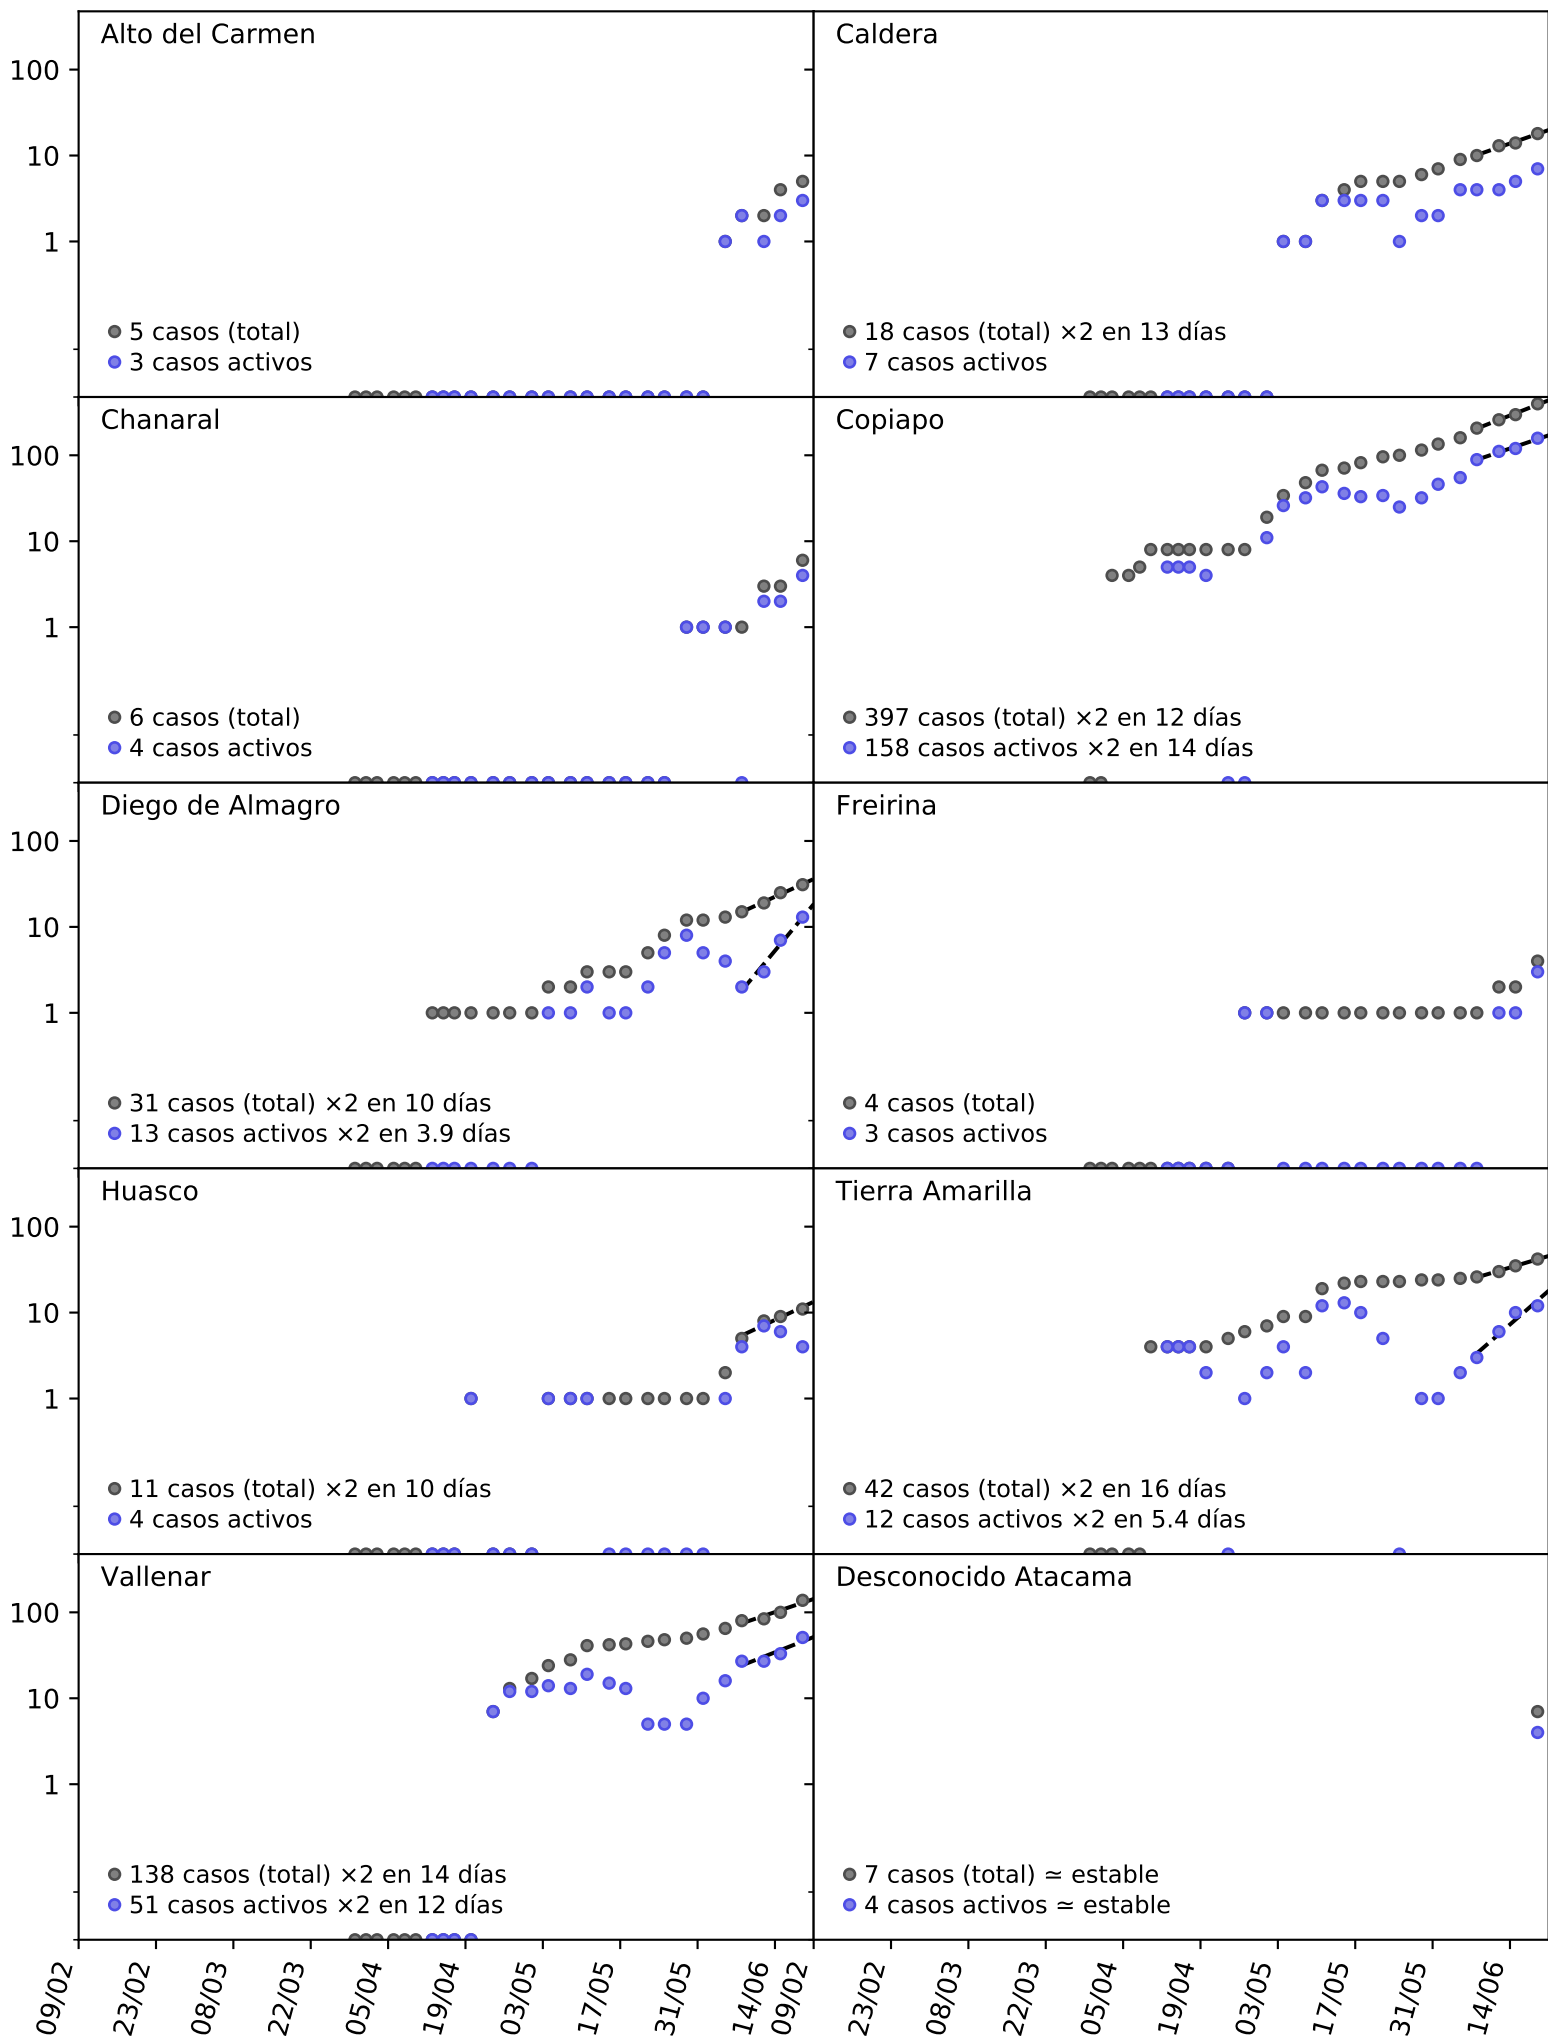 Alto del Carmen
100
10
1
5 casos (total)
3 casos activos
Caldera
18 casos (total) ×2 en 13 días
7 casos activos
Chanaral
100
10
1
6 casos (total)
4 casos activos
Copiapo
397 casos (total) ×2 en 12 días
158 casos activos ×2 en 14 días
Diego de Almagro
100
10
1
31 casos (total) ×2 en 10 días
13 casos activos ×2 en 3.9 días
Freirina
4 casos (total)
3 casos activos
Huasco
100
10
1
11 casos (total) ×2 en 10 días
4 casos activos
Tierra Amarilla
42 casos (total) ×2 en 16 días
12 casos activos ×2 en 5.4 días
Vallenar
100
10
1
138 casos (total) ×2 en 14 días
51 casos activos ×2 en 12 días
Desconocido Atacama
7 casos (total) ≃ estable
4 casos activos ≃ estable
09/02
23/02
08/03
22/03
05/04
19/04
03/05
17/05
31/05
14/06
09/02
23/02
08/03
22/03
05/04
19/04
03/05
17/05
31/05
14/06